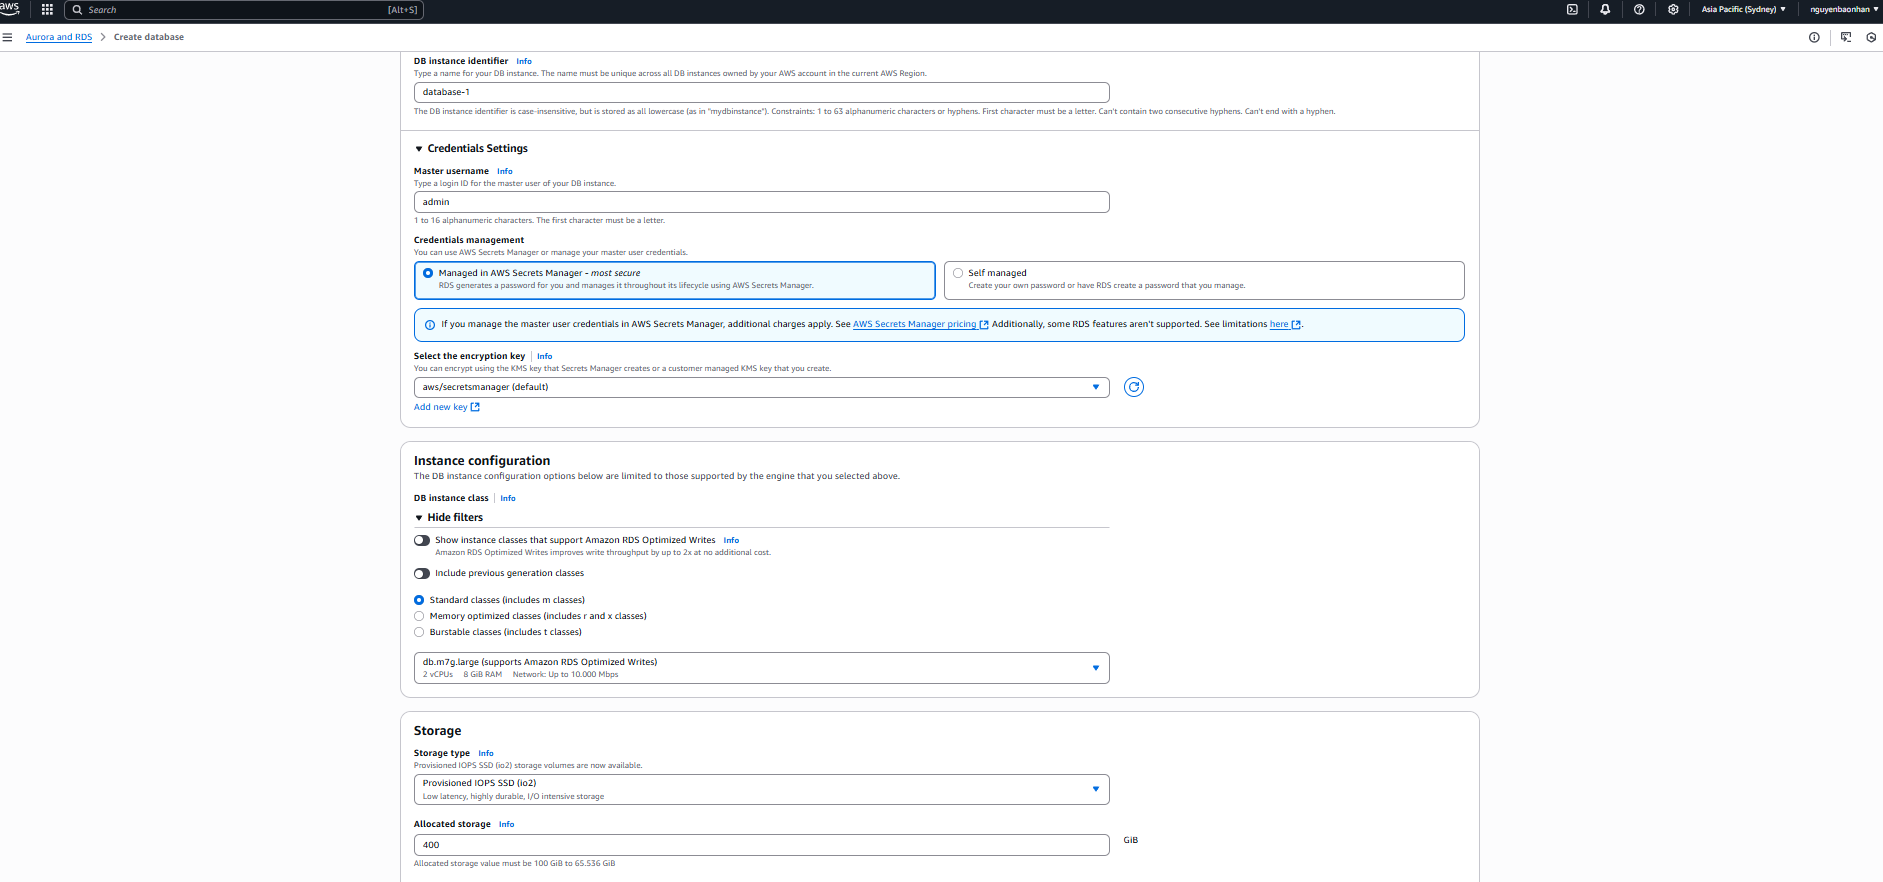 aws
Search [Alt+S]
Asia Pacific (Sydney)
nguyenbaonhan
Aurora and RDS > Create database
DB instance identifier Info
Type a name for your DB instance. The name must be unique across all DB instances owned by your AWS account in the current AWS Region.
database-1
The DB instance identifier is case-insensitive, but is stored as all lowercase (as in "mydbinstance"). Constraints: 1 to 63 alphanumeric characters or hyphens. First character must be a letter. Can't contain two consecutive hyphens. Can't end with a hyphen.
Credentials Settings
Master username Info
Type a login ID for the master user of your DB instance.
admin
1 to 16 alphanumeric characters. The first character must be a letter.
Credentials management
You can use AWS Secrets Manager or manage your master user credentials.
Managed in AWS Secrets Manager - most secure
RDS generates a password for you and manages it throughout its lifecycle using AWS Secrets Manager.
Self managed
Create your own password or have RDS create a password that you manage.
If you manage the master user credentials in AWS Secrets Manager, additional charges apply. See AWS Secrets Manager pricing Additionally, some RDS features aren't supported. See limitations here.
Select the encryption key Info
You can encrypt using the KMS key that Secrets Manager creates or a customer managed KMS key that you create.
aws/secretsmanager (default)
Add new key
Instance configuration
The DB instance configuration options below are limited to those supported by the engine that you selected above.
DB instance class Info
Hide filters
Show instance classes that support Amazon RDS Optimized Writes Info
Amazon RDS Optimized Writes improves write throughput by up to 2x at no additional cost.
Include previous generation classes
Standard classes (includes m classes)
Memory optimized classes (includes r and x classes)
Burstable classes (includes t classes)
db.m7g.large (supports Amazon RDS Optimized Writes)
2 vCPUs 8 GiB RAM Network: Up to 10.000 Mbps
Storage
Storage type Info
Provisioned IOPS SSD (io2) storage volumes are now available.
Provisioned IOPS SSD (io2)
Low latency, highly durable, I/O intensive storage
Allocated storage Info
400
GiB
Allocated storage value must be 100 GiB to 65.536 GiB